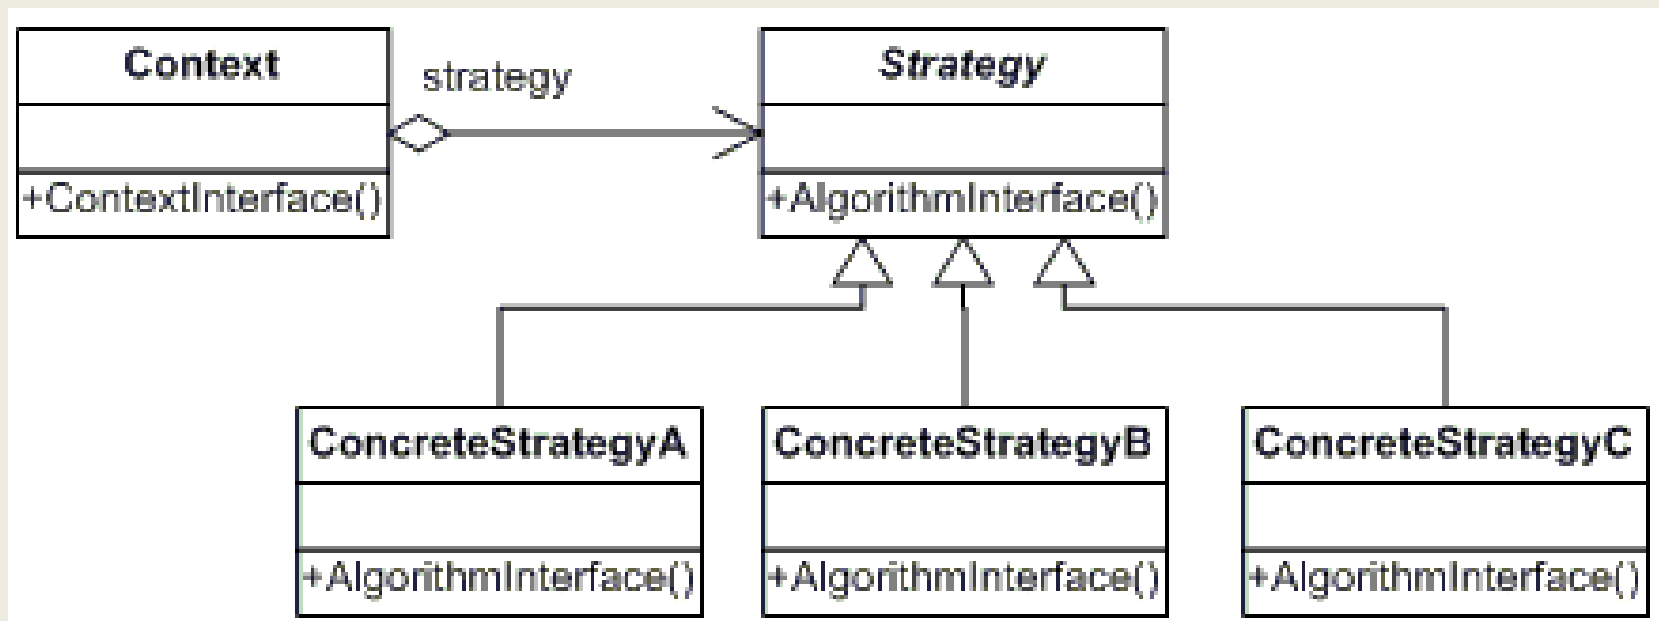 Context
strategy
Strategy
+ContextInterface()
+AlgorithmInterface()
ConcreteStrategyA
ConcreteStrategyB
ConcreteStrategyC
+AlgorithmInterface()
+AlgorithmInterface()
+AlgorithmInterface()